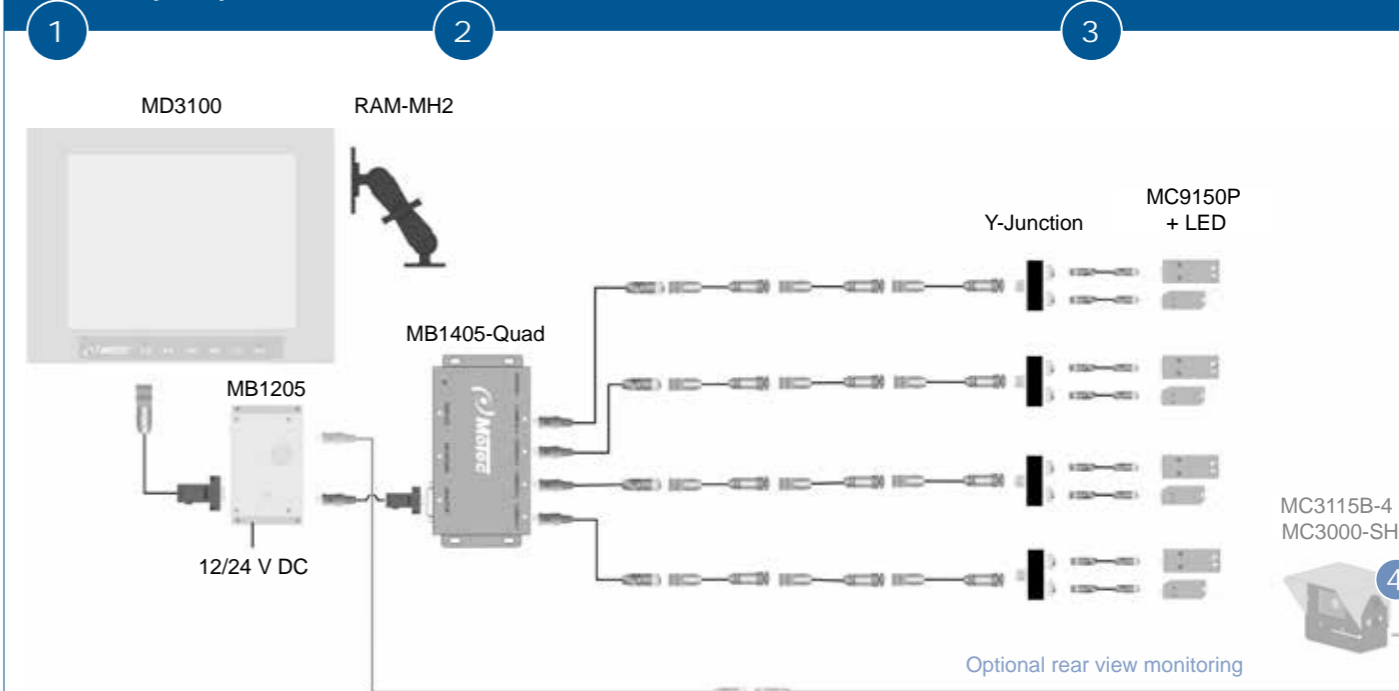 1
2
3
MD3100
RAM-MH2
MC9150P
+ LED
Y-Junction
MB1405-Quad
MOTEC
MB1205
12/24 V DC
MC3115B-4
MC3000-SH
4
Optional rear view monitoring